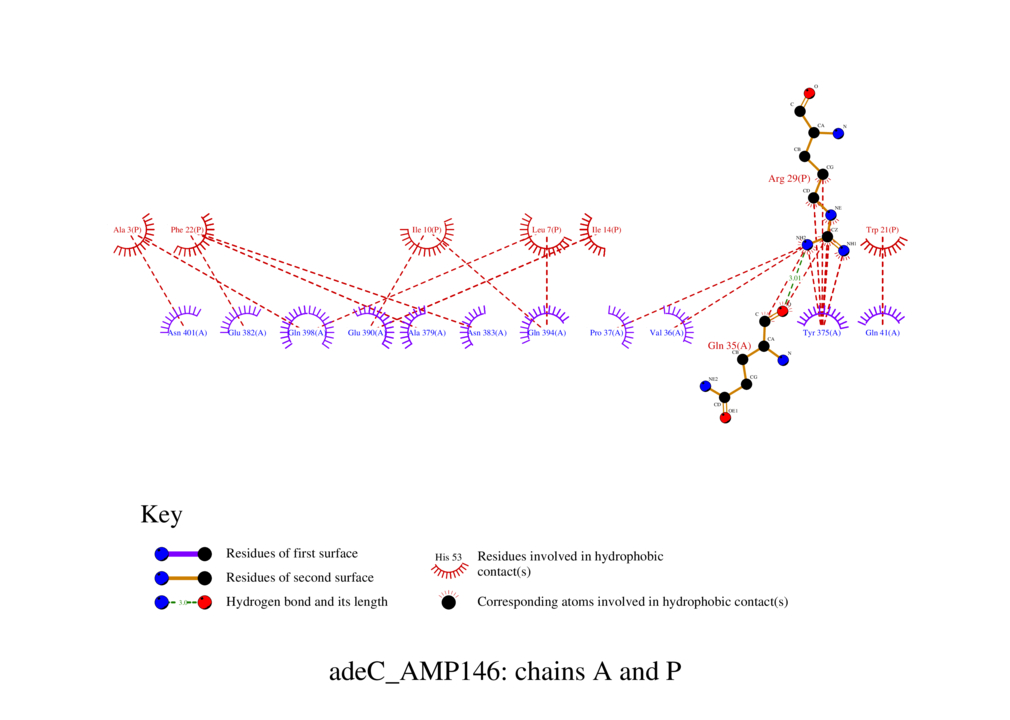 O
C
CA
N
CB
CG
Arg 29(P)
CD
NE
Ala 3(P) Phe 22(P) Ile 10(P) Leu 7(P) Ile 14(P) CZ Trp 21(P)
NH2 NH1
3.01
O
C
Asn 401(A) Glu 382(A) Gln 398(A) Glu 390(A) Ala 379(A) Asn 383(A) Gln 394(A) Pro 37(A) Val 36(A) Tyr 375(A) Gln 41(A)
CA
Gln 35(A)
CB N
NE2 CG
CD
OE1
Key
Residues of first surface
Residues of second surface
3.0 Hydrogen bond and its length
His 53 Residues involved in hydrophobic
contact(s)
Corresponding atoms involved in hydrophobic contact(s)
adeC_AMP146: chains A and P